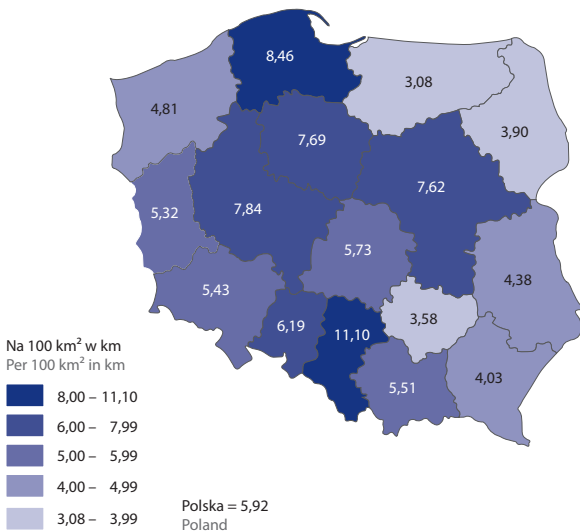 8,46
3,08
4,81
3,90
7,69
7,62
5,32
7,84
5,73
4,38
5,43
6,19
11,10
3,58
5,51
4,03
Na 100 km² w km
Per 100 km² in km
8,00 – 11,10
6,00 – 7,99
5,00 – 5,99
4,00 – 4,99
3,08 – 3,99
Polska = 5,92
Poland